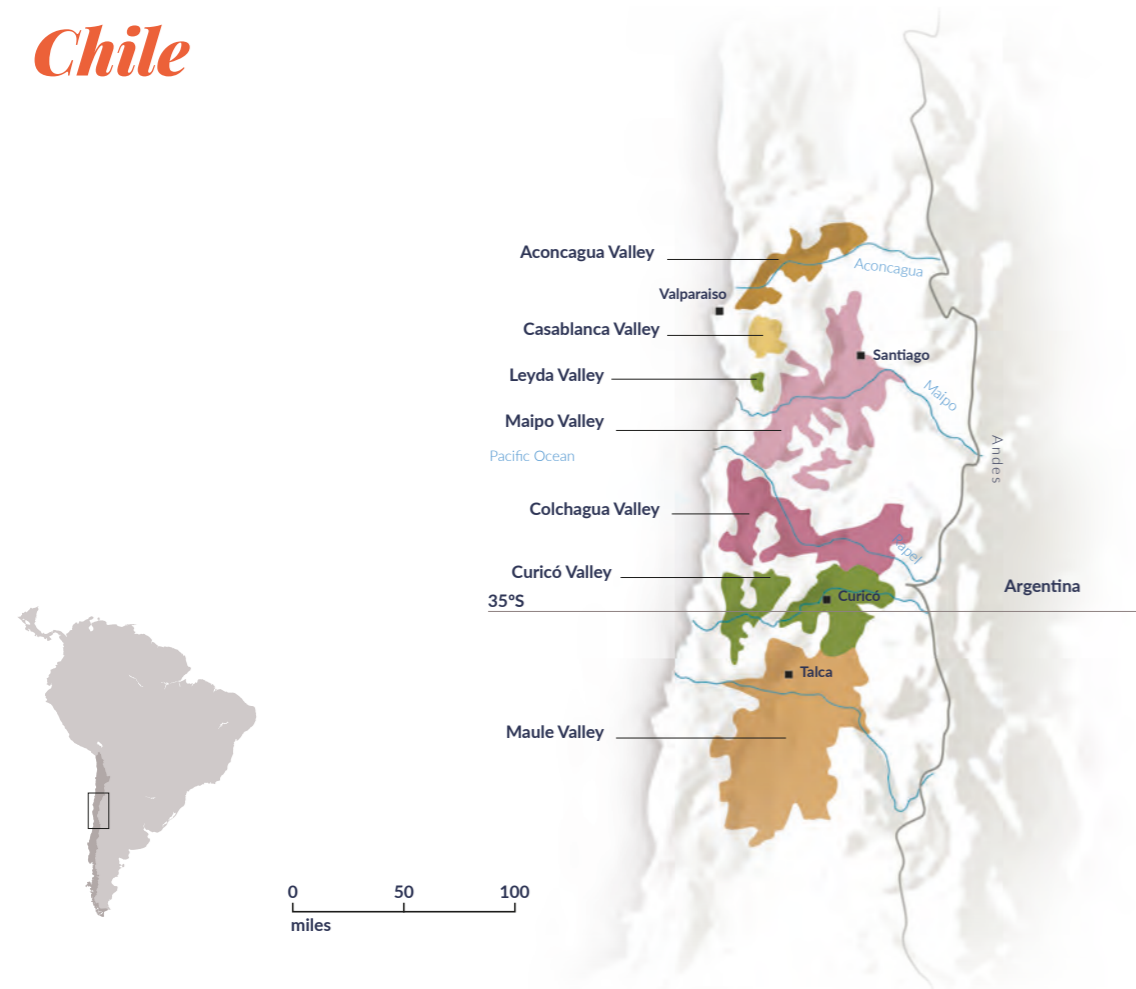 Chile
Aconcagua Valley
Aconcagua
Valparaiso
Casablanca Valley
Santiago
Leyda Valley
Maipo
Maipo Valley
Andes
Pacific Ocean
Colchagua Valley
Rapel
Curicó Valley
Argentina
35°S
Curicó
Talca
Maule Valley
0 50 100
miles